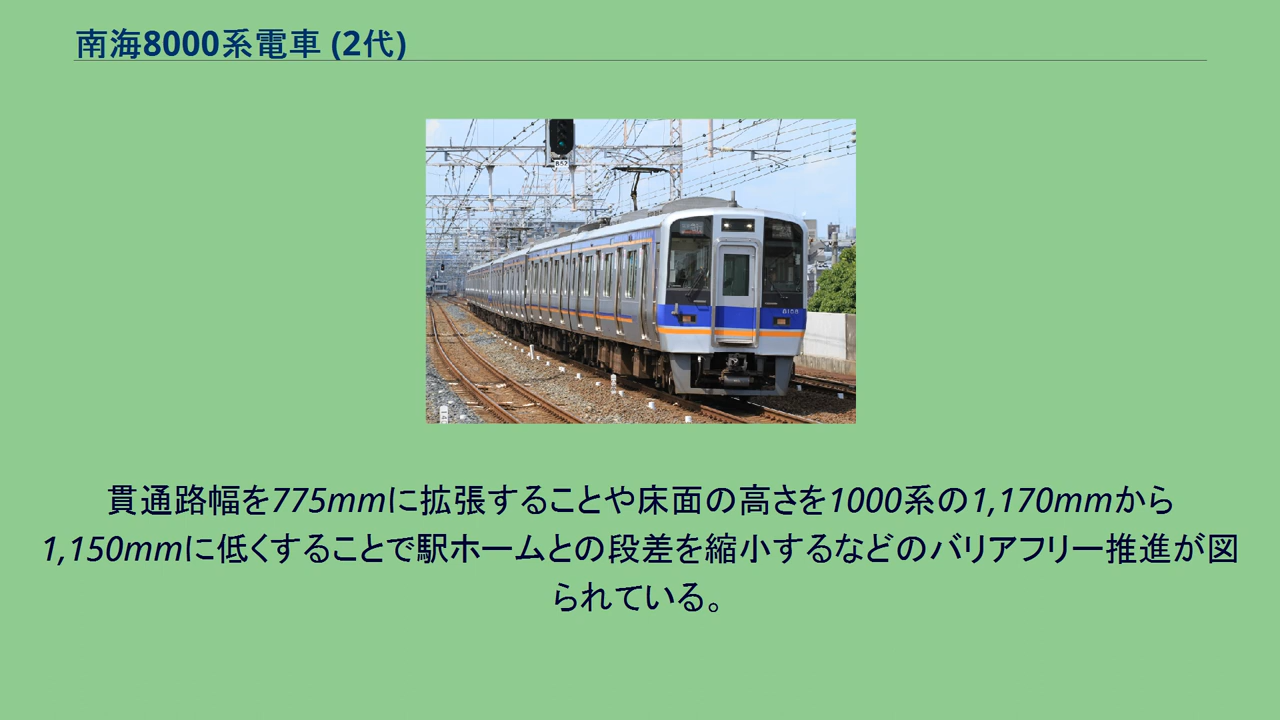 南海8000系電車 (2代)
852
貫通路幅を775mmに拡張することや床面の高さを1000系の1,170mmから
1,150mmに低くすることで駅ホームとの段差を縮小するなどのバリアフリー推進が図
られている。